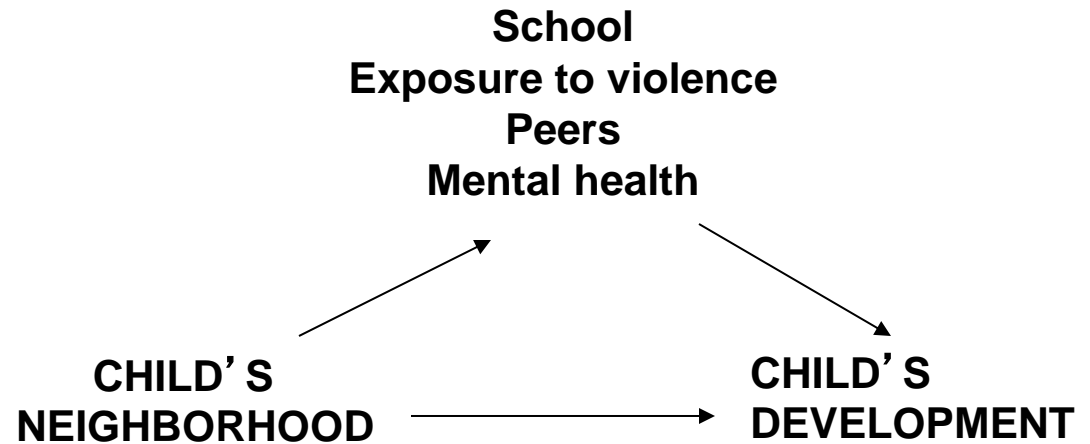 School
Exposure to violence
Peers
Mental health
CHILD’S
NEIGHBORHOOD
CHILD’S
DEVELOPMENT